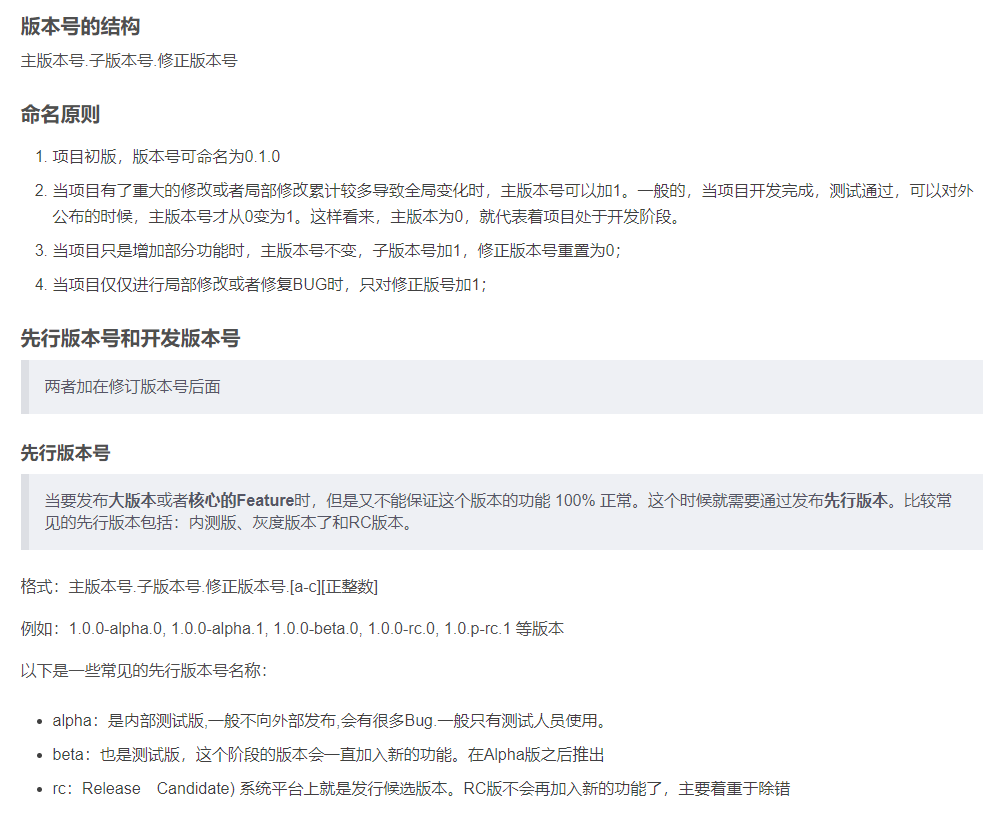 版本号的结构
主版本号.子版本号.修正版本号
命名原则
1. 项目初版，版本号可命名为0.1.0
2. 当项目有了重大的修改或者局部修改累计较多导致全局变化时，主版本号可以加1。一般的，当项目开发完成，测试通过，可以对外
公布的时候，主版本号才从0变为1。这样看来，主版本为0，就代表着项目处于开发阶段。
3. 当项目只是增加部分功能时，主版本号不变，子版本号加1，修正版本号重置为0；
4. 当项目仅仅进行局部修改或者修复BUG时，只对修正版号加1；
先行版本号和开发版本号
两者加在修订版本号后面
先行版本号
当要发布大版本或者核心的Feature时，但是又不能保证这个版本的功能 100% 正常。这个时候就需要通过发布先行版本。比较常
见的先行版本包括：内测版、灰度版本了和RC版本。
格式：主版本号.子版本号.修正版本号.[a-c][正整数]
例如：1.0.0-alpha.0, 1.0.0-alpha.1, 1.0.0-beta.0, 1.0.0-rc.0, 1.0.p-rc.1 等版本
以下是一些常见的先行版本号名称：
• alpha：是内部测试版,一般不向外部发布,会有很多Bug.一般只有测试人员使用。
• beta：也是测试版，这个阶段的版本会一直加入新的功能。在Alpha版之后推出
• rc：Release　Candidate) 系统平台上就是发行候选版本。RC版不会再加入新的功能了，主要着重于除错